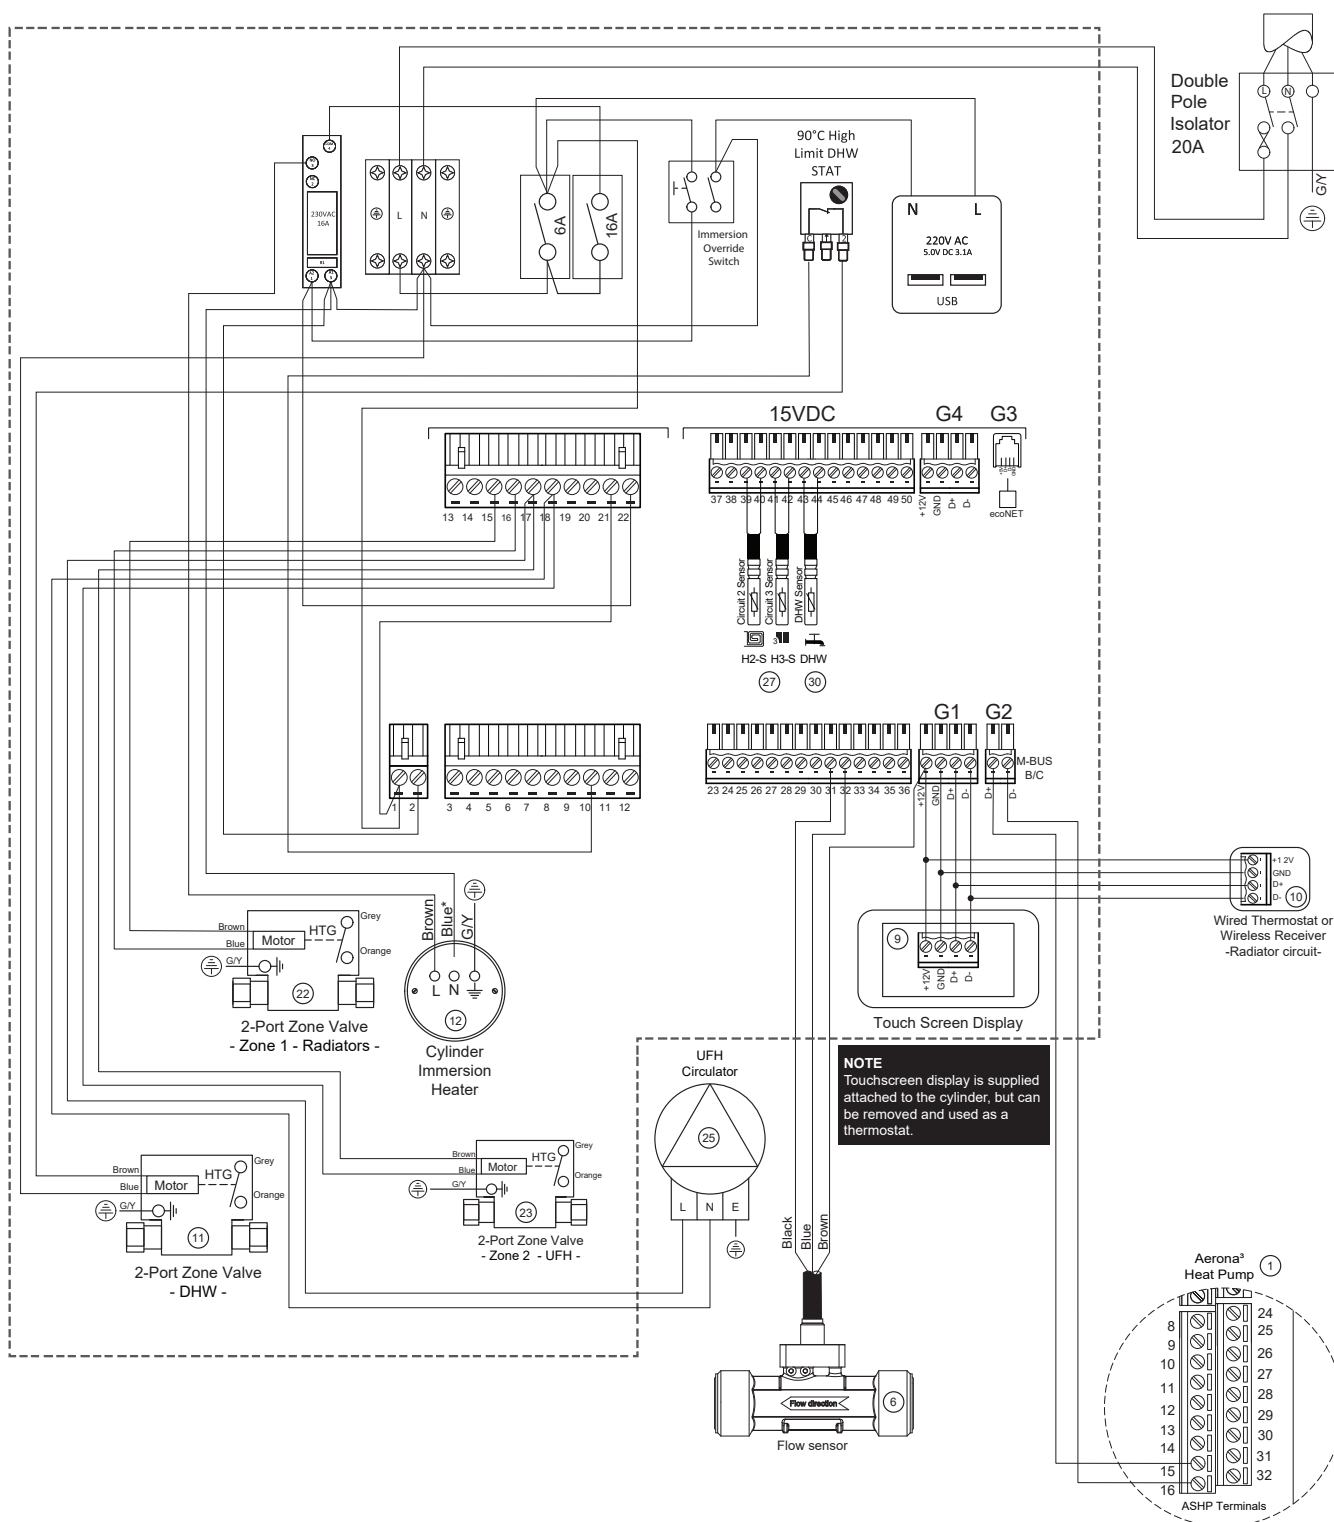 Double
Pole
Isolator
20A
L
N
G/Y
90°C High
Limit DHW
STAT
C
1
2
230VAC
16A
L
N
6A
16A
Immersion
Override
Switch
N
L
220V AC
5.0V DC 3.1A
USB
15VDC
G4
G3
13 14 15 16 17 18 19 20 21 22
37 38 39 40 41 42 43 44 45 46 47 48 49 50
+12V
GND
D+
D-
ecoNET
Circuit 2 Sensor
Circuit 3 Sensor
DHW Sensor
3
H2-S H3-S DHW
27
30
G1
G2
M-BUS
B/C
1 2
3 4 5 6 7 8 9 10 11 12
23 24 25 26 27 28 29 30 31 32 33 34 35 36
+12V
GND
D+
D-
D+
D-
+1 2V
GND
D+
D-
10
Wired Thermostat or
Wireless Receiver
-Radiator circuit-
9
+12V
GND
D+
D-
Touch Screen Display
NOTE
Touchscreen display is supplied
attached to the cylinder, but can
be removed and used as a
thermostat.
Brown
Blue
G/Y
Motor
HTG
Grey
Orange
22
2-Port Zone Valve
- Zone 1 - Radiators -
Brown
Blue*
G/Y
L N
12
Cylinder
Immersion
Heater
UFH
Circulator
25
L N E
Brown
Blue
G/Y
Motor
HTG
Grey
Orange
23
2-Port Zone Valve
- Zone 2 - UFH -
Brown
Blue
G/Y
Motor
HTG
Grey
Orange
11
2-Port Zone Valve
- DHW -
Black
Blue
Brown
Flow direction
6
Flow sensor
Aerona³
Heat Pump
1
8
9
10
11
12
13
14
15
16
24
25
26
27
28
29
30
31
32
ASHP Terminals